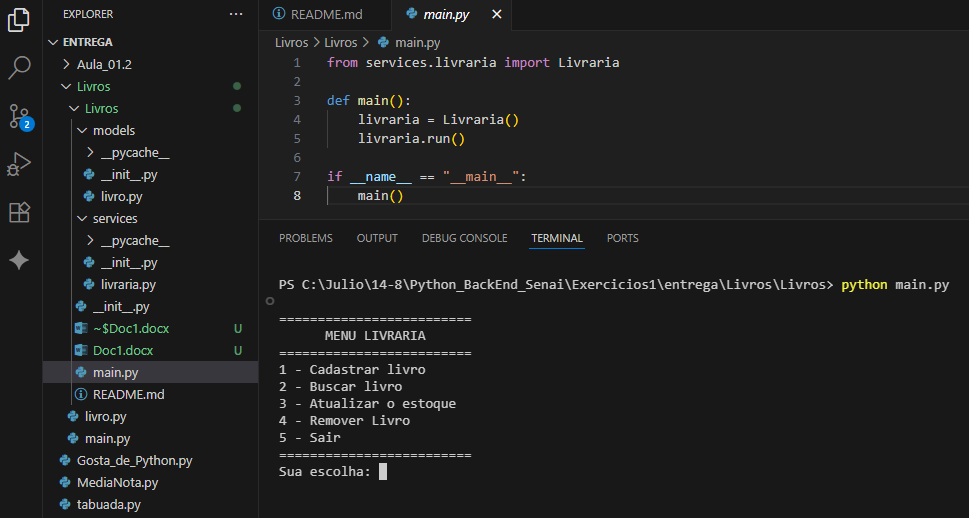 EXPLORER
ENTREGA
Aula_01.2
Livros
Livros
models
__pycache__
__init__.py
livro.py
services
__pycache__
__init__.py
livraria.py
__init__.py
~$Doc1.docx U
Doc1.docx U
main.py
README.md
livro.py
main.py
Gosta_de_Python.py
MediaNota.py
tabuada.py
2
README.md main.py
Livros > Livros > main.py
1 from services.livraria import Livraria
2
3 def main():
4 livraria = Livraria()
5 livraria.run()
6
7 if __name__ == "__main__":
8 main()
PROBLEMS OUTPUT DEBUG CONSOLE TERMINAL PORTS
PS C:\Julio\14-8\Python_BackEnd_Senai\Exercicios1\entrega\Livros\Livros> python main.py
=========================
MENU LIVRARIA
=========================
1 - Cadastrar livro
2 - Buscar livro
3 - Atualizar o estoque
4 - Remover Livro
5 - Sair
=========================
Sua escolha: